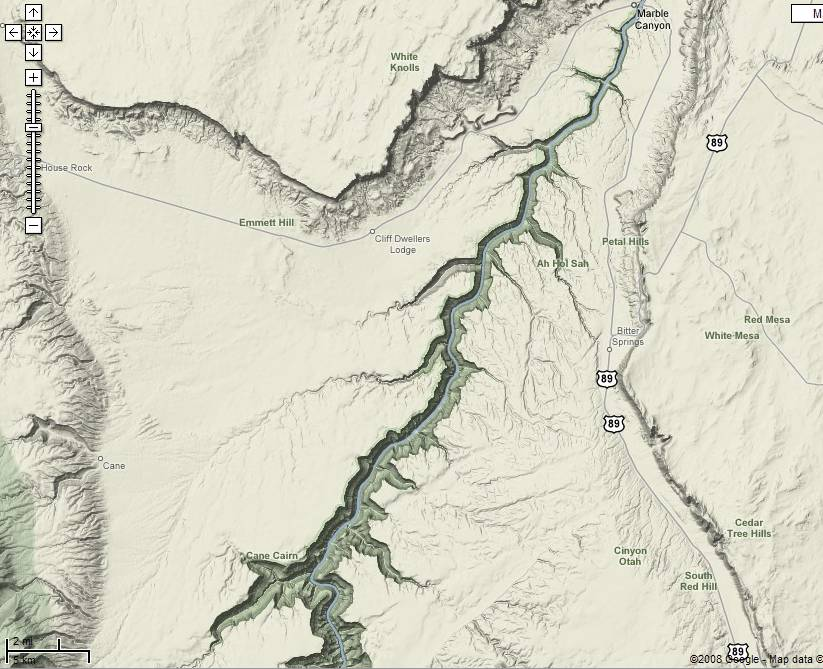 Marble
Canyon
M
White
Knolls
89
House Rock
Emmett Hill
Cliff Dwellers
Lodge
Petal Hills
Ah Hol Sah
Red Mesa
Bitter
Springs
White Mesa
89
89
Cane
Cedar
Tree Hills
Cane Cairn
Cinyon
Otah
South
Red Hill
2 mi
5 km
89
©2008 Google - Map data ©